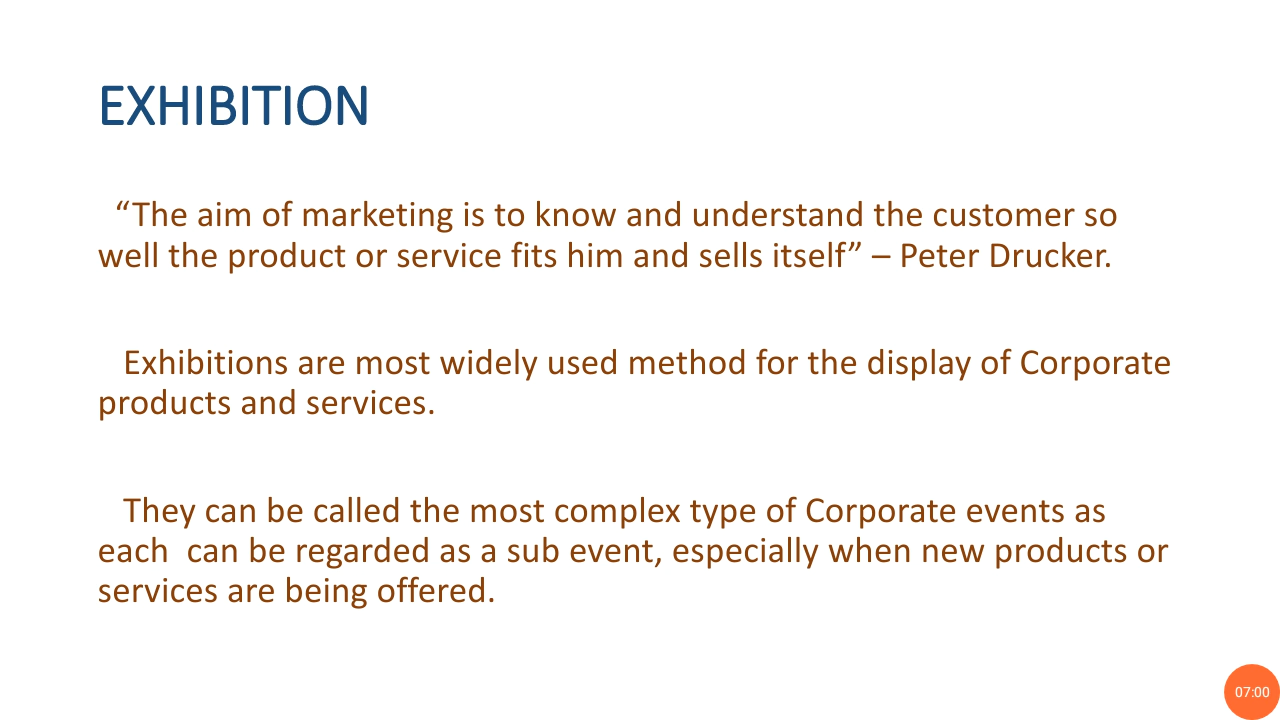 EXHIBITION
“The aim of marketing is to know and understand the customer so
well the product or service fits him and sells itself” – Peter Drucker.
Exhibitions are most widely used method for the display of Corporate
products and services.
They can be called the most complex type of Corporate events as
each  can be regarded as a sub event, especially when new products or
services are being offered.
07:00